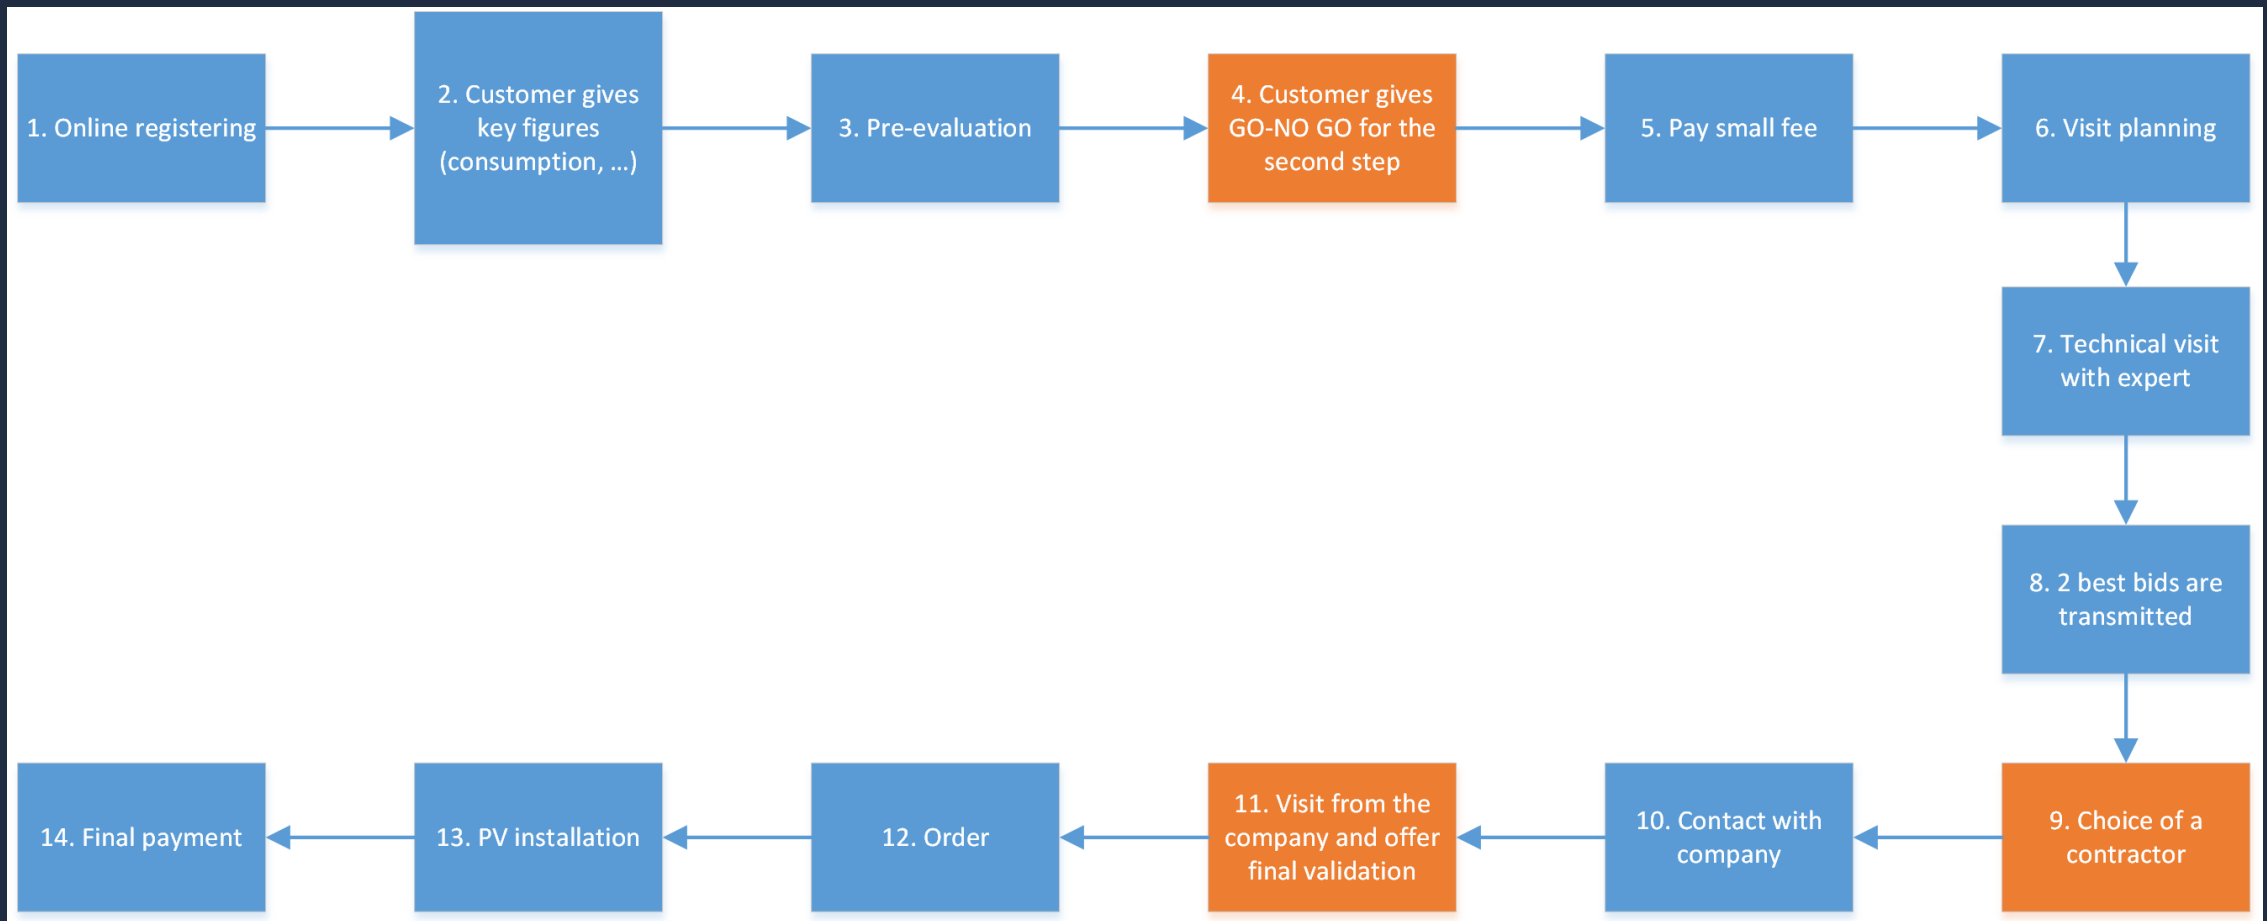 1. Online registering
2. Customer gives
key figures
(consumption, ...)
3. Pre-evaluation
4. Customer gives
GO-NO GO for the
second step
5. Pay small fee
6. Visit planning
7. Technical visit
with expert
8. 2 best bids are
transmitted
9. Choice of a
contractor
10. Contact with
company
11. Visit from the
company and offer
final validation
12. Order
13. PV installation
14. Final payment